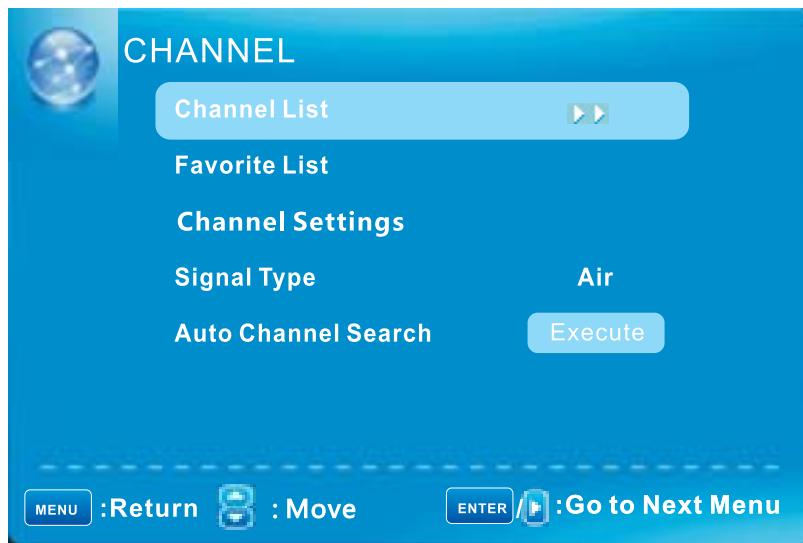 CHANNEL
Channel List
Favorite List
Channel Settings
Signal Type Air
Auto Channel Search Execute
MENU :Return : Move ENTER / :Go to Next Menu